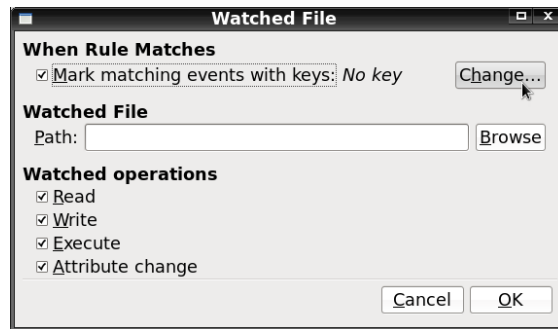 Watched File
When Rule Matches
Mark matching events with keys: No key Change...
Watched File
Path: Browse
Watched operations
Read
Write
Execute
Attribute change
Cancel OK